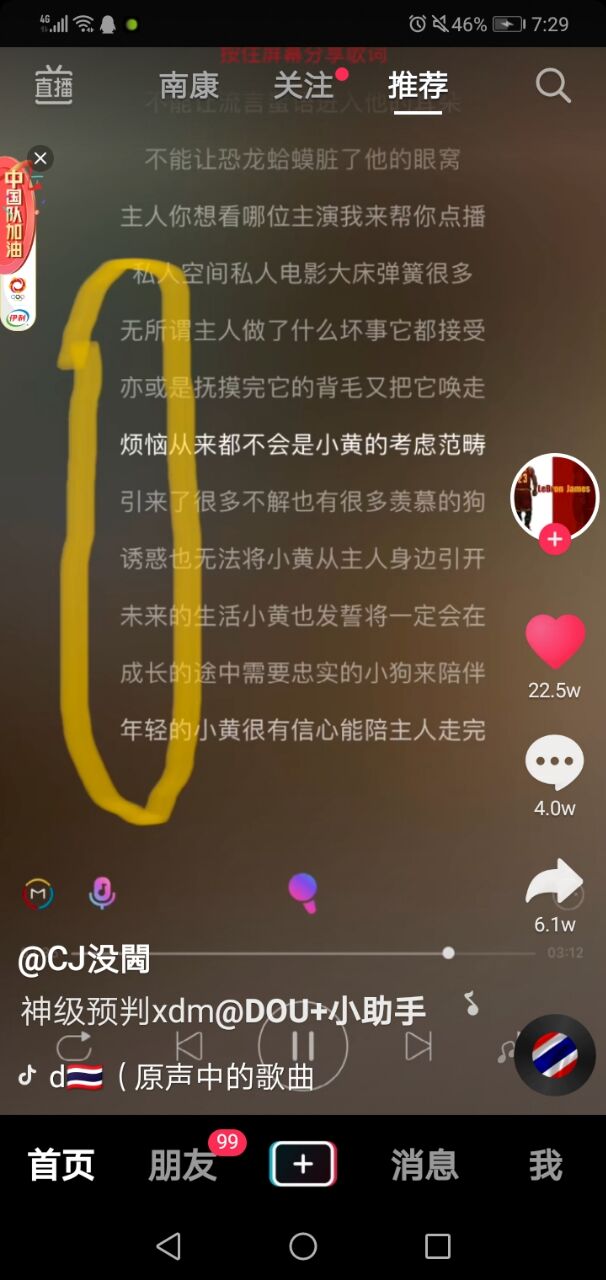 4G 46% 7:29
按住屏幕分享歌词
直播 南康 关注 推荐
不能让流言蜚语进入他的耳朵
不能让恐龙蛤蟆脏了他的眼窝
中国队加油
伊利
主人你想看哪位主演我来帮你点播
私人空间私人电影大床弹簧很多
无所谓主人做了什么坏事它都接受
亦或是抚摸完它的背毛又把它唤走
烦恼从来都不会是小黄的考虑范畴
引来了很多不解也有很多羡慕的狗
诱惑也无法将小黄从主人身边引开
未来的生活小黄也发誓将一定会在
成长的途中需要忠实的小狗来陪伴
年轻的小黄很有信心能陪主人走完
23 LeBron James
22.5w
4.0w
6.1w
M
@CJ没閪
03:12
神级预判xdm@DOU+小助手
d🇹🇭（原声中的歌曲
首页 朋友 99 消息 我